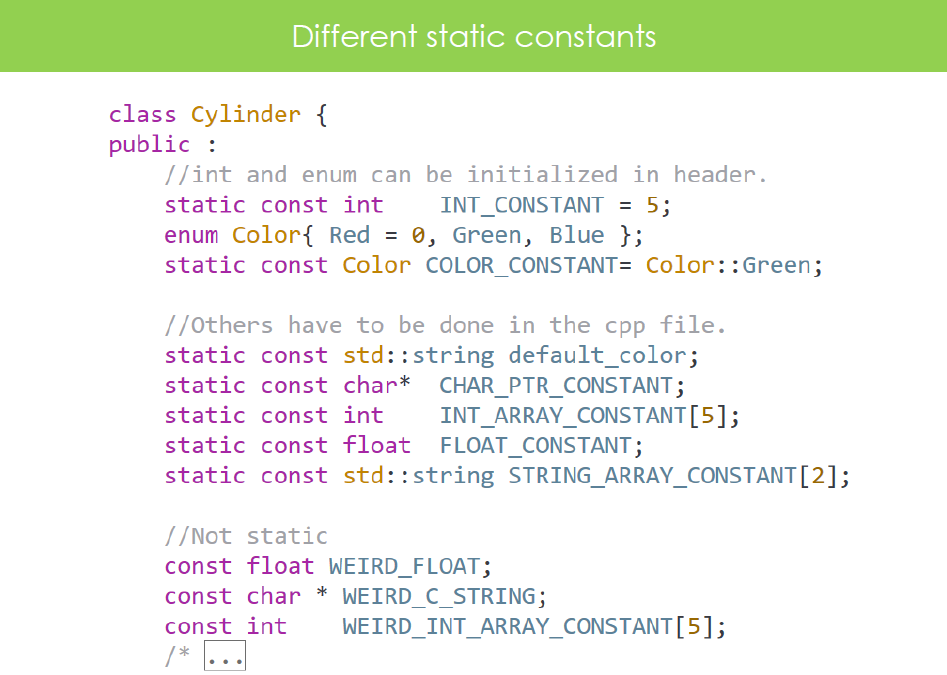 Different static constants
class Cylinder {
public :
//int and enum can be initialized in header.
static const int INT_CONSTANT = 5;
enum Color{ Red = 0, Green, Blue };
static const Color COLOR_CONSTANT= Color::Green;
//Others have to be done in the cpp file.
static const std::string default_color;
static const char* CHAR_PTR_CONSTANT;
static const int INT_ARRAY_CONSTANT[5];
static const float FLOAT_CONSTANT;
static const std::string STRING_ARRAY_CONSTANT[2];
//Not static
const float WEIRD_FLOAT;
const char * WEIRD_C_STRING;
const int WEIRD_INT_ARRAY_CONSTANT[5];
/* ...